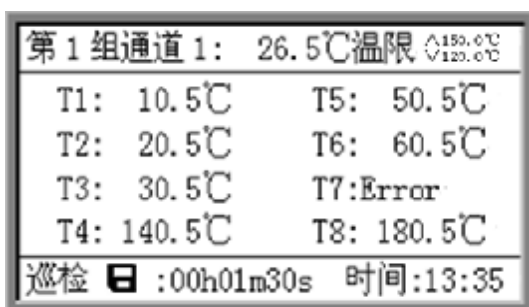 第 1 组通道 1: 26.5℃温限 ◇150.0℃
120.0℃
T1: 10.5℃ T5: 50.5℃
T2: 20.5℃ T6: 60.5℃
T3: 30.5℃ T7:Error
T4: 140.5℃ T8: 180.5℃
巡检 :00h01m30s 时间:13:35